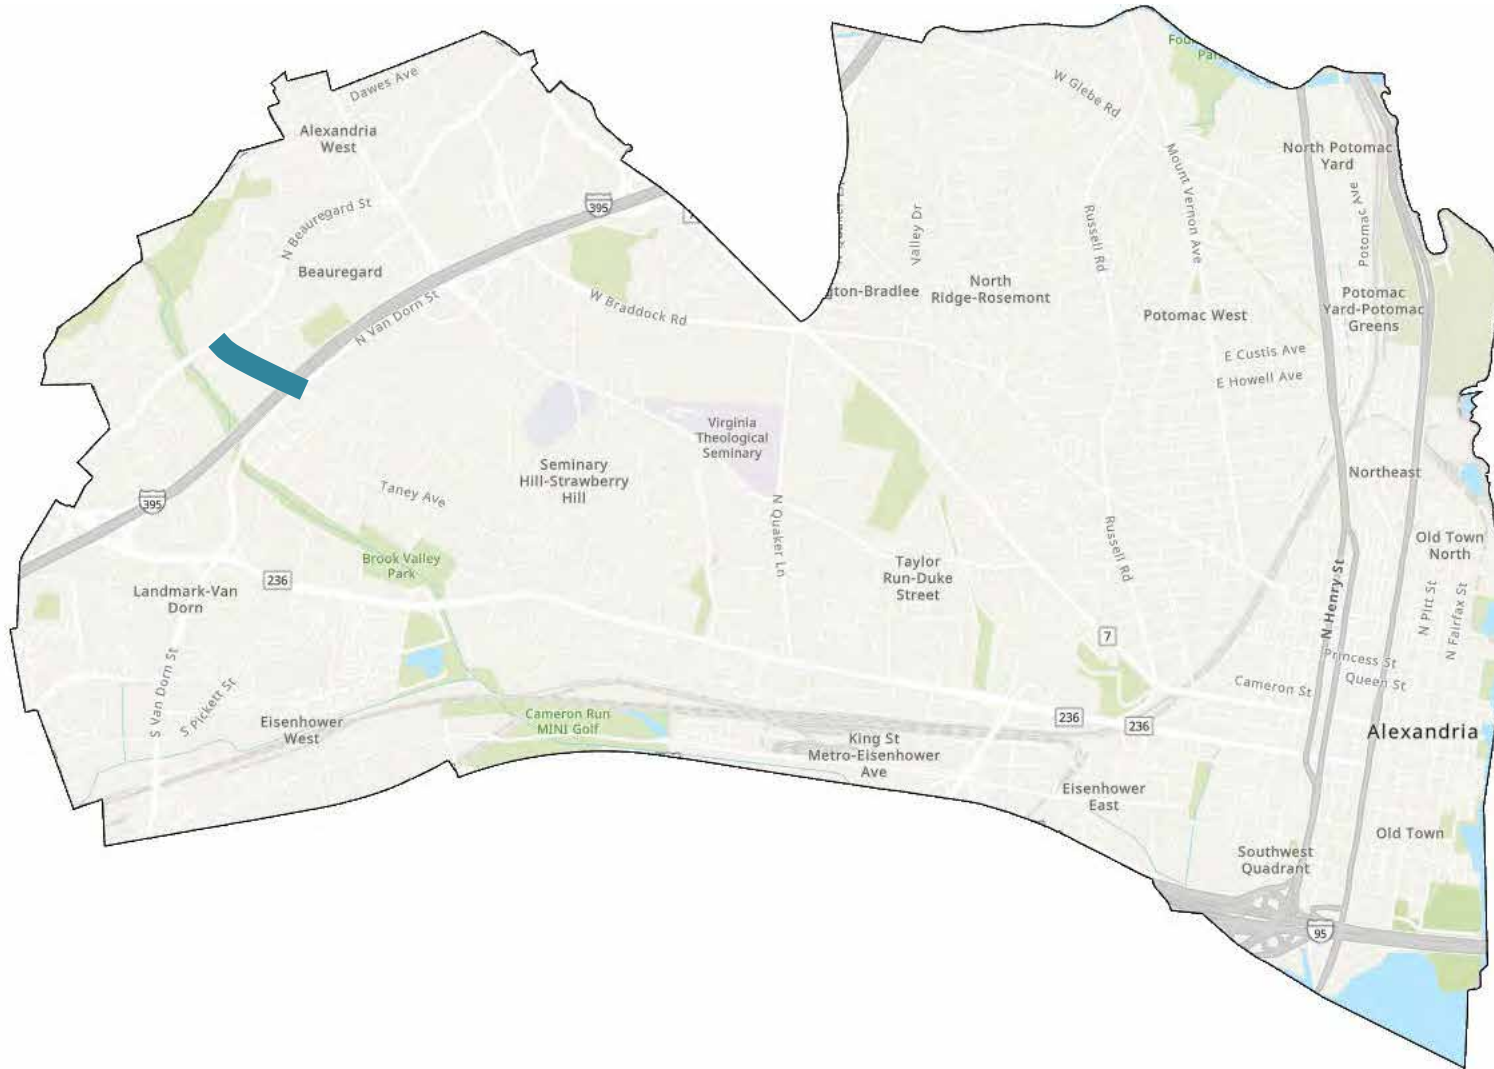 Dawes Ave
Alexandria
West
N Beauregard St
395
Beauregard
N Van Dorn St
W Braddock Rd
7
W Glebe Rd
Mount Vernon Ave
North Potomac
Yard
Potomac Ave
Valley Dr
Russell Rd
gton-Bradlee
North
Ridge-Rosemont
Potomac West
Potomac
Yard-Potomac
Greens
E Custis Ave
E Howell Ave
Virginia
Theological
Seminary
Seminary
Hill-Strawberry
Hill
Taney Ave
395
N Quaker Ln
Northeast
Russell Rd
Old Town
North
Brook Valley
Park
236
Landmark-Van
Dorn
Taylor
Run-Duke
Street
N Henry St
N Pitt St
N Fairfax St
7
Princess St
Queen St
Cameron St
S Van Dorn St
S Pickett St
Eisenhower
West
Cameron Run
MINI Golf
236
236
King St
Metro-Eisenhower
Ave
Alexandria
Eisenhower
East
Old Town
Southwest
Quadrant
95